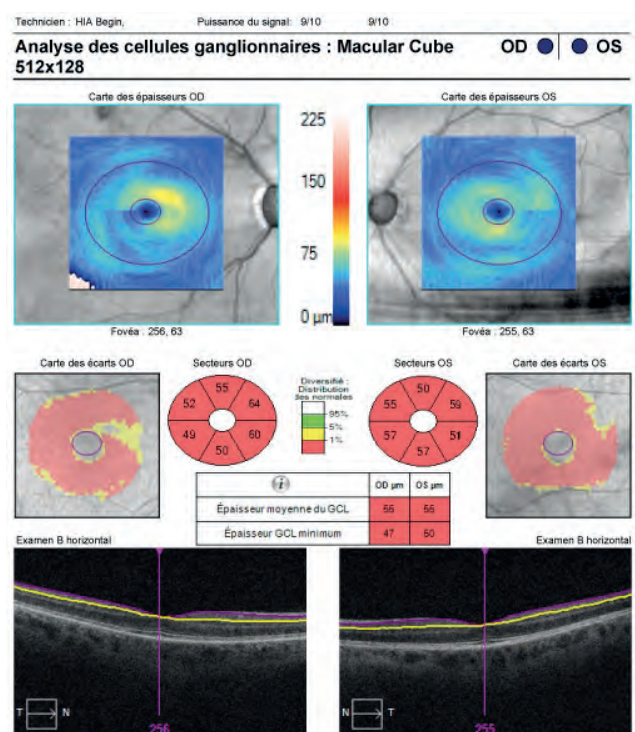 Technicien : HIA Begin, Puissance du signal: 9/10 9/10
Analyse des cellules ganglionnaires : Macular Cube 512x128 OD OS
Carte des épaisseurs OD
Carte des épaisseurs OS
225
150
75
0 µm
Fovéa : 256, 63
Fovéa : 255, 63
Carte des écarts OD
Secteurs OD
Secteurs OS
Carte des écarts OS
55
52 64
49 60
50
Diversifié :
Distribution
des normales
95%
5%
1%
50
55 59
57 51
57
OD µm OS µm
Épaisseur moyenne du GCL 55 55
Épaisseur GCL minimum 47 50
Examen B horizontal
Examen B horizontal
T N
256
N T
255